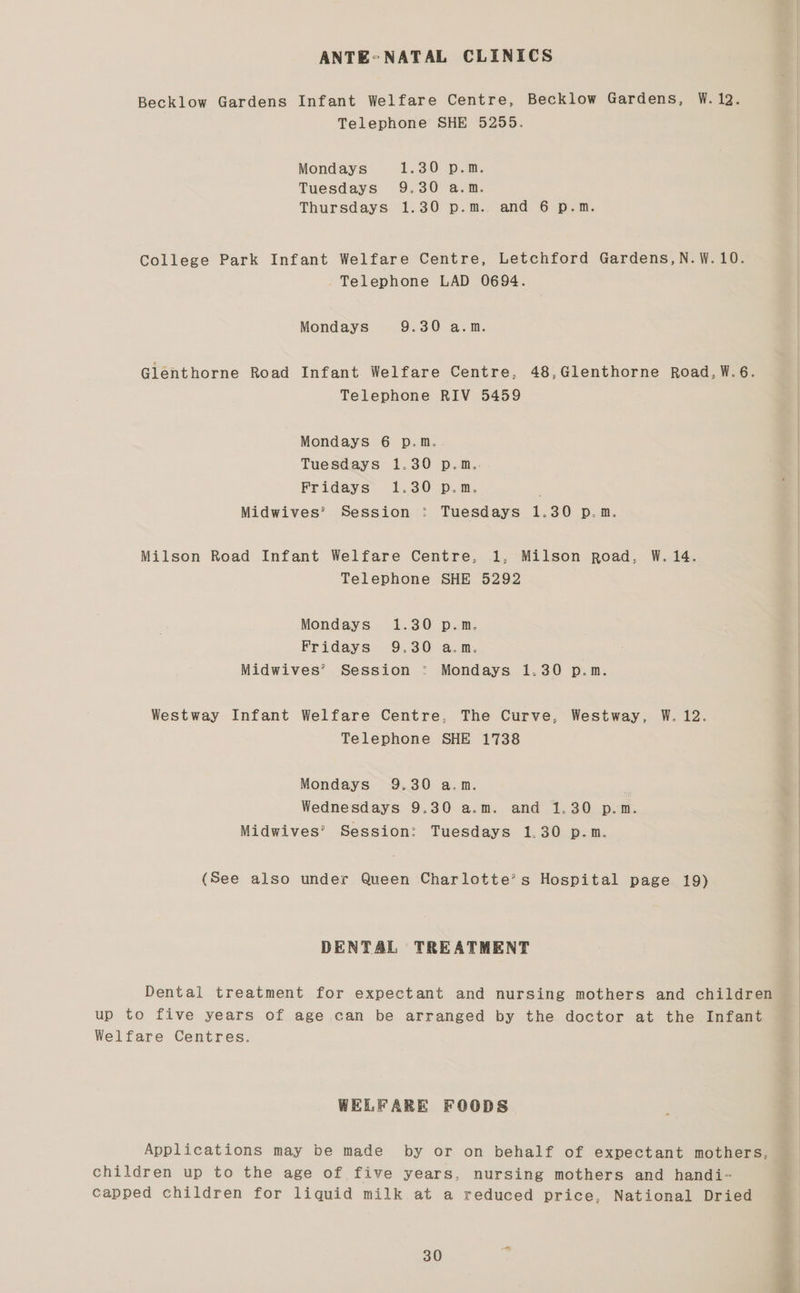 ANTE-NATAL CLINICS
Becklow Gardens Infant Welfare Centre, Becklow Gardens, W.12.
Telephone SHE 5255.
Mondays 1.30 p.m.
Tuesdays 9.30 a.m.
Thursdays 1.30 p.m. and 6 p.m.
College Park Infant Welfare Centre, Letchford Gardens, N.W.10.
Telephone LAD 0694.
Mondays 9.30 a.m.
Glenthorne Road Infant Welfare Centre, 48, Glenthorne Road, W.6.
Telephone RIV 5459
Mondays 6 p.m.
Tuesdays 1.30 p.m.
Fridays 1.30 p.m.
Midwives' Session : Tuesdays 1.30 p.m.
Milson Road Infant Welfare Centre, 1, Milson Road, W.14.
Telephone SHE 5292
Mondays 1.30 p.m.
Fridays 9.30 a.m.
Midwives' Session : Mondays 1.30 p.m.
Westway Infant Welfare Centre, The Curve, Westway, W.12.
Telephone SHE 1738
Mondays 9.30 a.m.
Wednesdays 9.30 a.m. and 1.30 p.m.
Midwives' Session: Tuesdays 1.30 p.m.
(See also under Queen Charlotte's Hospital page 19)
DENTAL TREATMENT
Dental treatment for expectant and nursing mothers and children
up to five years of age can be arranged by the doctor at the Infant
Welfare Centres.
WELFARE FOODS
Applications may be made by or on behalf of expectant mothers,
children up to the age of five years, nursing mothers and handi-
capped children for liquid milk at a reduced price, National Dried
30